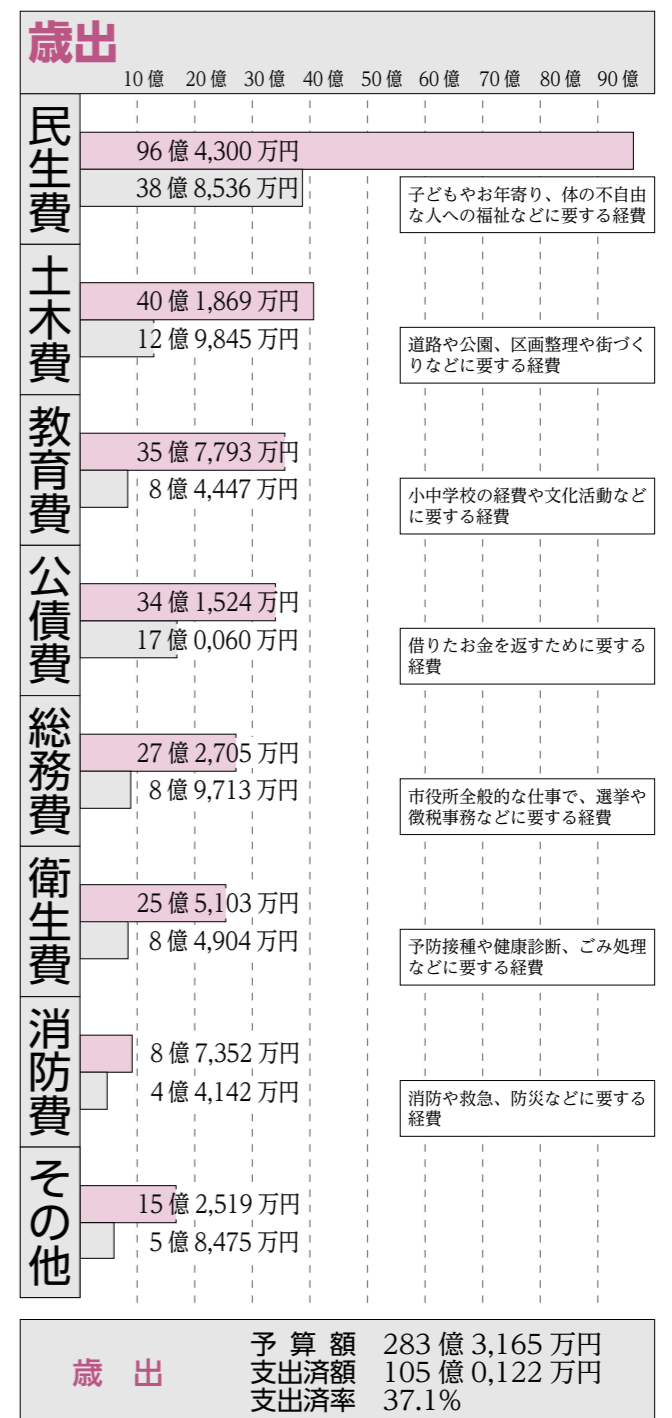 歳出
10億 20億 30億 40億 50億 60億 70億 80億 90億
民生費
96億4,300万円
38億8,536万円
子どもやお年寄り、体の不自由
な人への福祉などに要する経費
土木費
40億1,869万円
12億9,845万円
道路や公園、区画整理や街づく
りなどに要する経費
教育費
35億7,793万円
8億4,447万円
小中学校の経費や文化活動など
に要する経費
公債費
34億1,524万円
17億0,060万円
借りたお金を返すために要する
経費
総務費
27億2,705万円
8億9,713万円
市役所全般的な仕事で、選挙や
徴税事務などに要する経費
衛生費
25億5,103万円
8億4,904万円
予防接種や健康診断、ごみ処理
などに要する経費
消防費
8億7,352万円
4億4,142万円
消防や救急、防災などに要する
経費
その他
15億2,519万円
5億8,475万円
歳出
予算額 283億3,165万円
支出済額 105億0,122万円
支出済率 37.1%